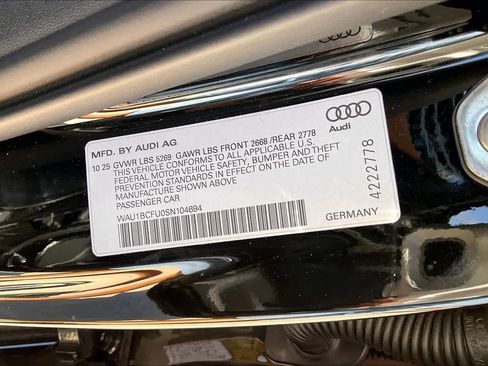 MFD. BY AUDI AG
10 25 GVWR LBS 5269 GAWR LBS FRONT 2668 /REAR 2778
THIS VEHICLE CONFORMS TO ALL APPLICABLE U.S.
FEDERAL MOTOR VEHICLE SAFETY, BUMPER AND THEFT
PREVENTION STANDARDS IN EFFECT ON THE DATE OF
MANUFACTURE SHOWN ABOVE
PASSENGER CAR
WAU1BCFU0SN104694
Audi
4222778
GERMANY